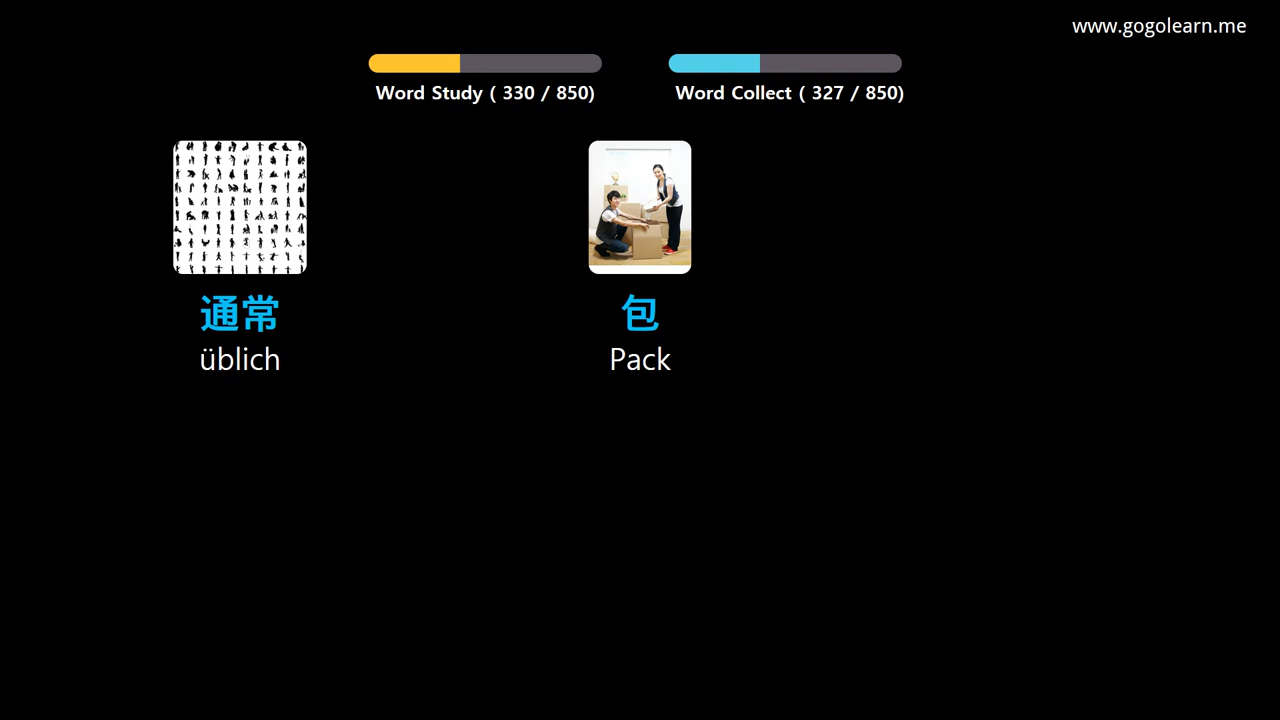 www.gogolearn.me
Word Study ( 330 / 850)
Word Collect ( 327 / 850)
通常
包
üblich
Pack